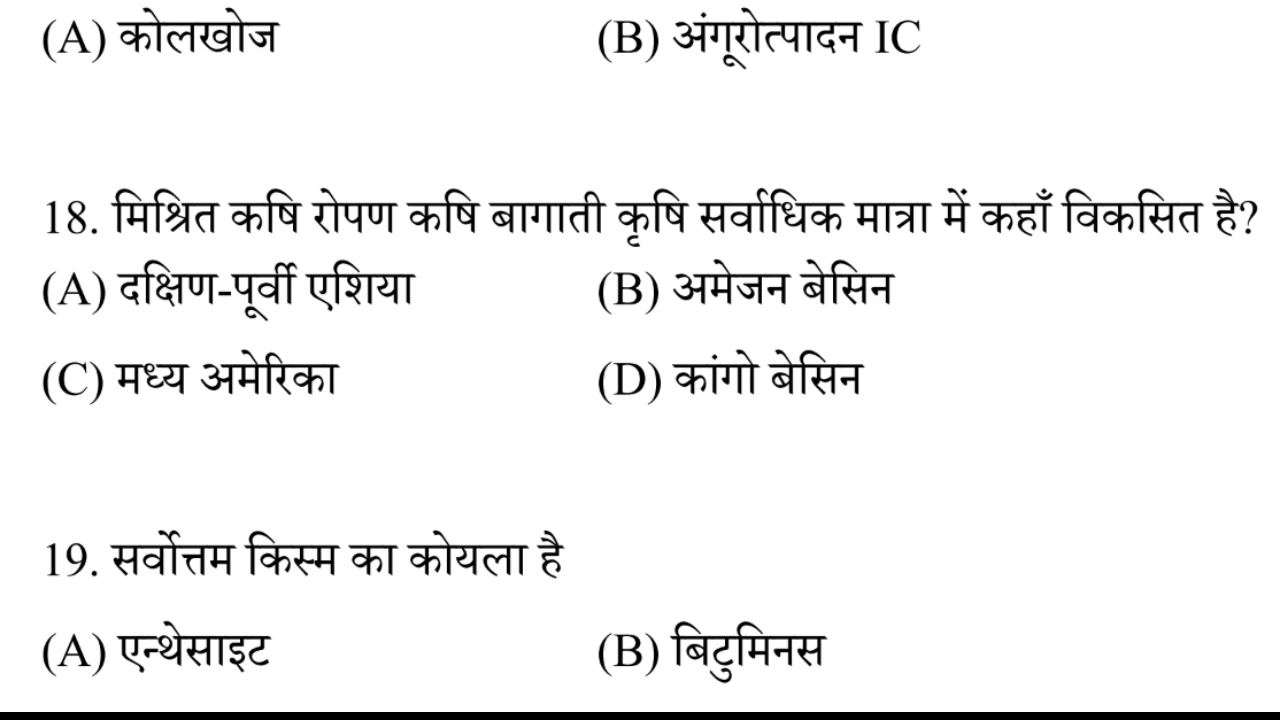 (A) कोलखोज (B) अंगूरोत्पादन IC
18. मिश्रित कषि रोपण कषि बागाती कृषि सर्वाधिक मात्रा में कहाँ विकसित है?
(A) दक्षिण-पूर्वी एशिया (B) अमेजन बेसिन
(C) मध्य अमेरिका (D) कांगो बेसिन
19. सर्वोत्तम किस्म का कोयला है
(A) एन्थेसाइट (B) बिटुमिनस